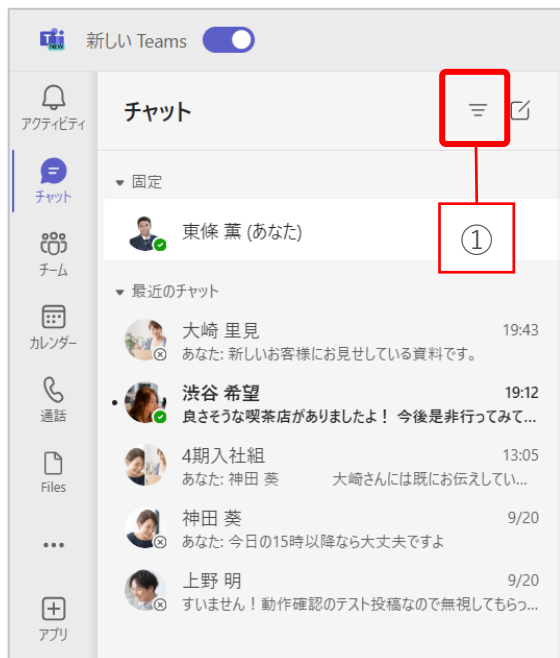 新しい Teams
NEW
アクティビティ
チャット
チーム
カレンダー
通話
Files
アプリ
チャット
①
固定
東條 薫 (あなた)
最近のチャット
大崎 里見 19:43
あなた: 新しいお客様にお見せしている資料です。
渋谷 希望 19:12
良さそうな喫茶店がありましたよ！ 今後是非行ってみて...
4期入社組 13:05
あなた: 神田 葵 大崎さんには既にお伝えしてい...
神田 葵 9/20
あなた: 今日の15時以降なら大丈夫ですよ
上野 明 9/20
すいません！動作確認のテスト投稿なので無視してもらっ...